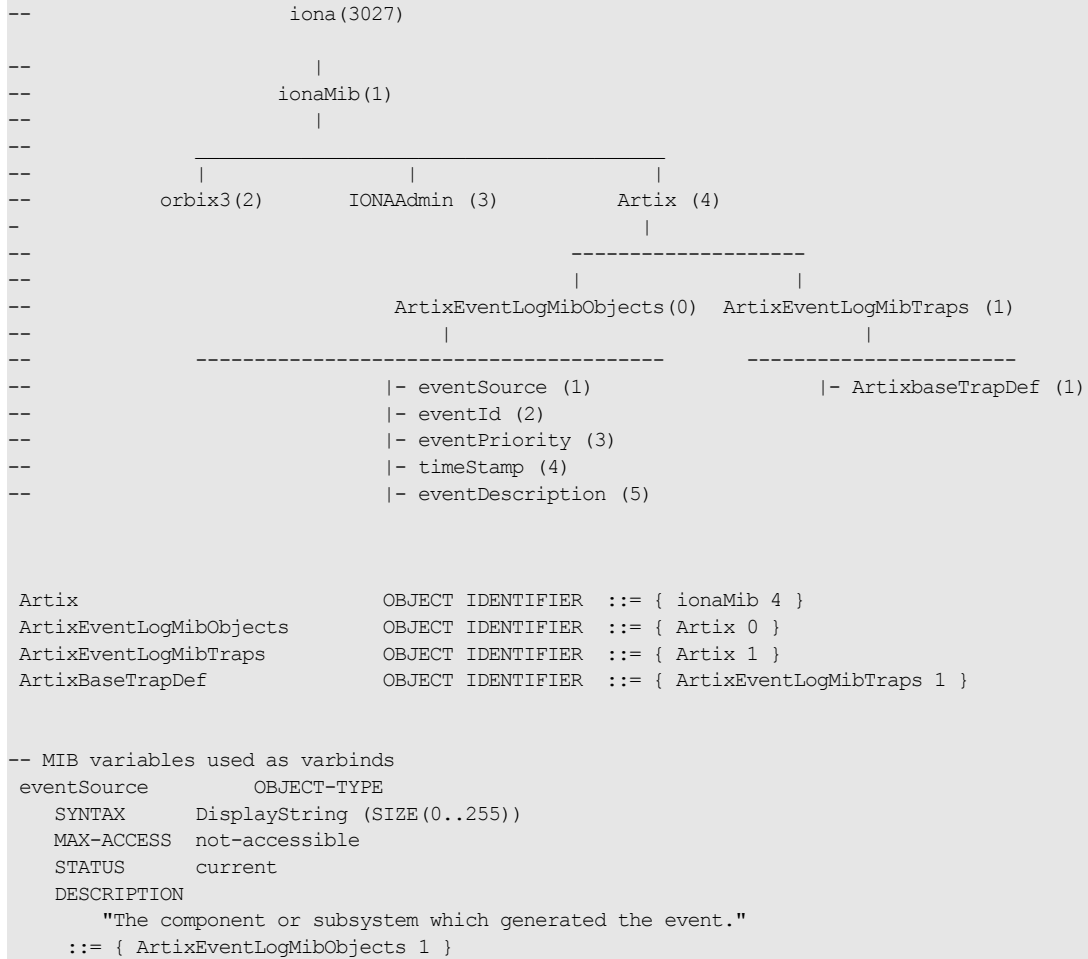 --                      iona(3027)
--                         |
--                     ionaMib(1)
--                         |
--
--              |                 |                    |
--           orbix3(2)       IONAAdmin (3)          Artix (4)
-                                                     |
--                                              --------------------
--                                              |                  |
--                               ArtixEventLogMibObjects(0)  ArtixEventLogMibTraps (1)
--                                   |                                   |
--              ----------------------------------------       -----------------------
--                              |- eventSource (1)                    |- ArtixbaseTrapDef (1)
--                              |- eventId (2)
--                              |- eventPriority (3)
--                              |- timeStamp (4)
--                              |- eventDescription (5)
Artix                          OBJECT IDENTIFIER  ::= { ionaMib 4 }
ArtixEventLogMibObjects        OBJECT IDENTIFIER  ::= { Artix 0 }
ArtixEventLogMibTraps          OBJECT IDENTIFIER  ::= { Artix 1 }
ArtixBaseTrapDef               OBJECT IDENTIFIER  ::= { ArtixEventLogMibTraps 1 }
-- MIB variables used as varbinds
eventSource         OBJECT-TYPE
SYNTAX      DisplayString (SIZE(0..255))
MAX-ACCESS  not-accessible
STATUS      current
DESCRIPTION
"The component or subsystem which generated the event."
::= { ArtixEventLogMibObjects 1 }